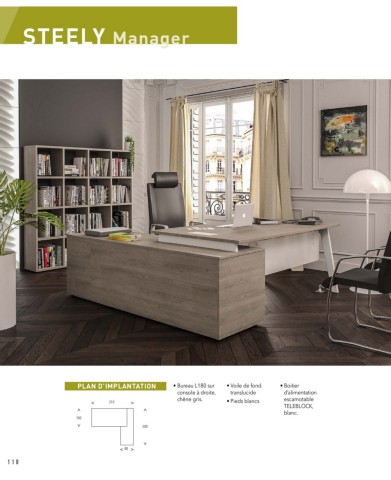 STEELY Manager
PLAN D'IMPLANTATION
• Bureau L180 sur
console à droite,
chêne gris.
• Voile de fond
translucide
• Pieds blancs
• Boitier
d'alimentation
escamotable
TELEBLOCK,
blanc.
118